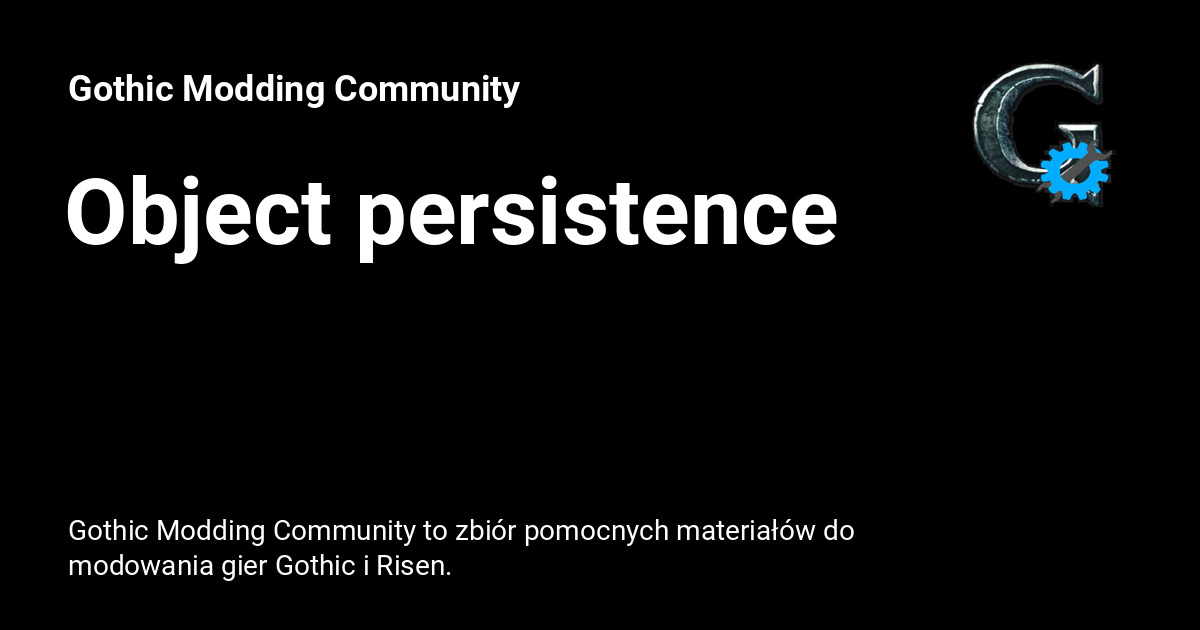 Gothic Modding Community
Object persistence
Gothic Modding Community to zbiór pomocnych materiałów do
modowania gier Gothic i Risen.